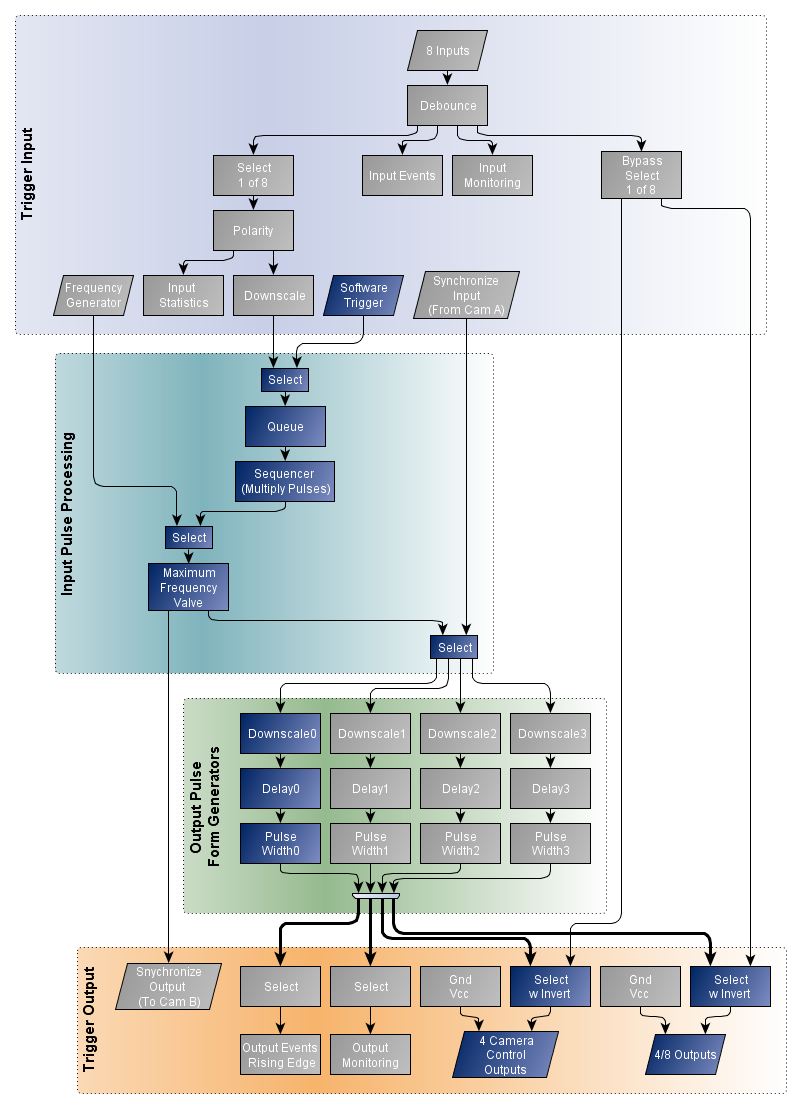 Trigger Input
8 Inputs
Debounce
Select
1 of 8
Input Events
Input
Monitoring
Bypass
Select
1 of 8
Polarity
Frequency
Generator
Input
Statistics
Downscale
Software
Trigger
Synchronize
Input
(From Cam A)
Input Pulse Processing
Select
Queue
Sequencer
(Multiply Pulses)
Select
Maximum
Frequency
Valve
Select
Output Pulse
Form Generators
Downscale0
Downscale1
Downscale2
Downscale3
Delay0
Delay1
Delay2
Delay3
Pulse
Width0
Pulse
Width1
Pulse
Width2
Pulse
Width3
Trigger Output
Snychronize
Output
(To Cam B)
Select
Select
Gnd
Vcc
Select
w Invert
Gnd
Vcc
Select
w Invert
Output Events
Rising Edge
Output
Monitoring
4 Camera
Control
Outputs
4/8 Outputs